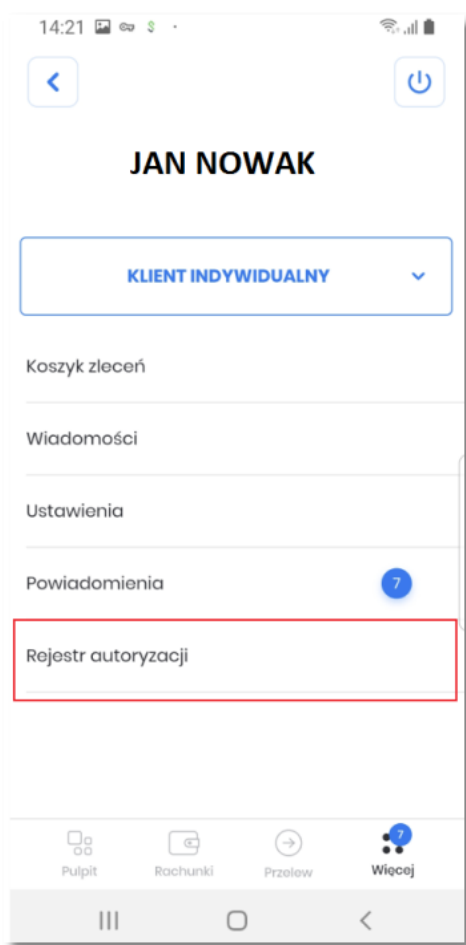 14:21
JAN NOWAK
KLIENT INDYWIDUALNY
Koszyk zleceń
Wiadomości
Ustawienia
Powiadomienia 7
Rejestr autoryzacji
7
Pulpit Rachunki Przelew Więcej